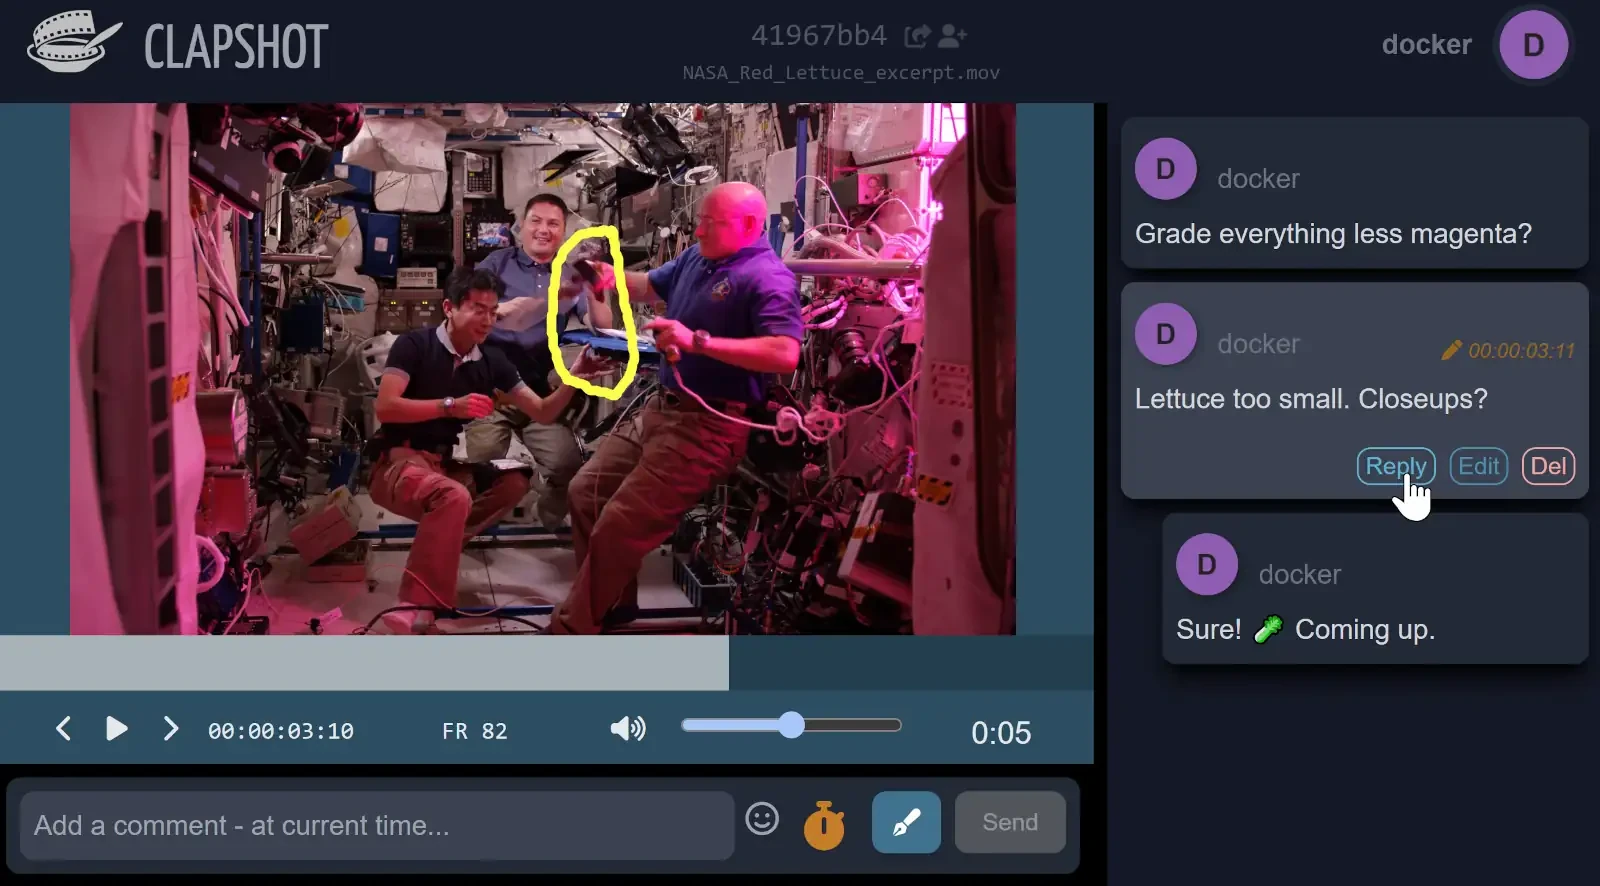 CLAPSHOT
41967bb4
NASA_Red_Lettuce_excerpt.mov
docker
D
D
docker
Grade everything less magenta?
D
docker
00:00:03:11
Lettuce too small. Closeups?
Reply
Edit
Del
D
docker
Sure! 🥬 Coming up.
00:00:03:10
FR 82
0:05
Add a comment - at current time...
Send